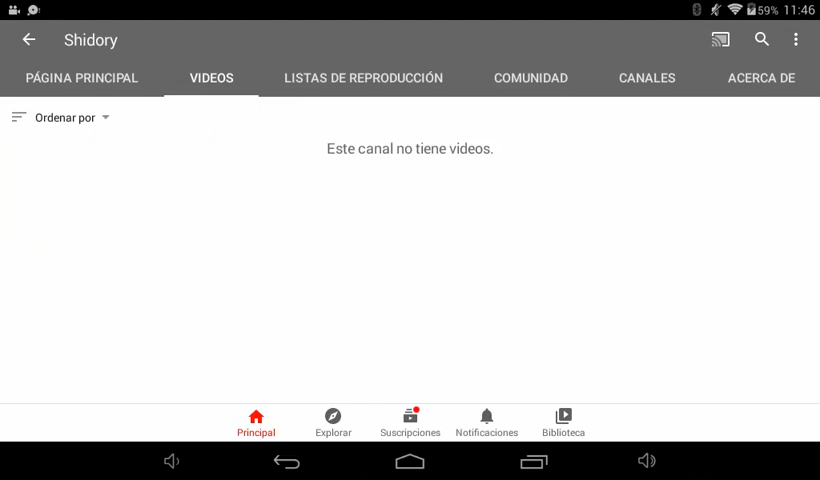 59% 11:46
Shidory
PÁGINA PRINCIPAL VIDEOS LISTAS DE REPRODUCCIÓN COMUNIDAD CANALES ACERCA DE
Ordenar por
Este canal no tiene videos.
Principal Explorar Suscripciones Notificaciones Biblioteca